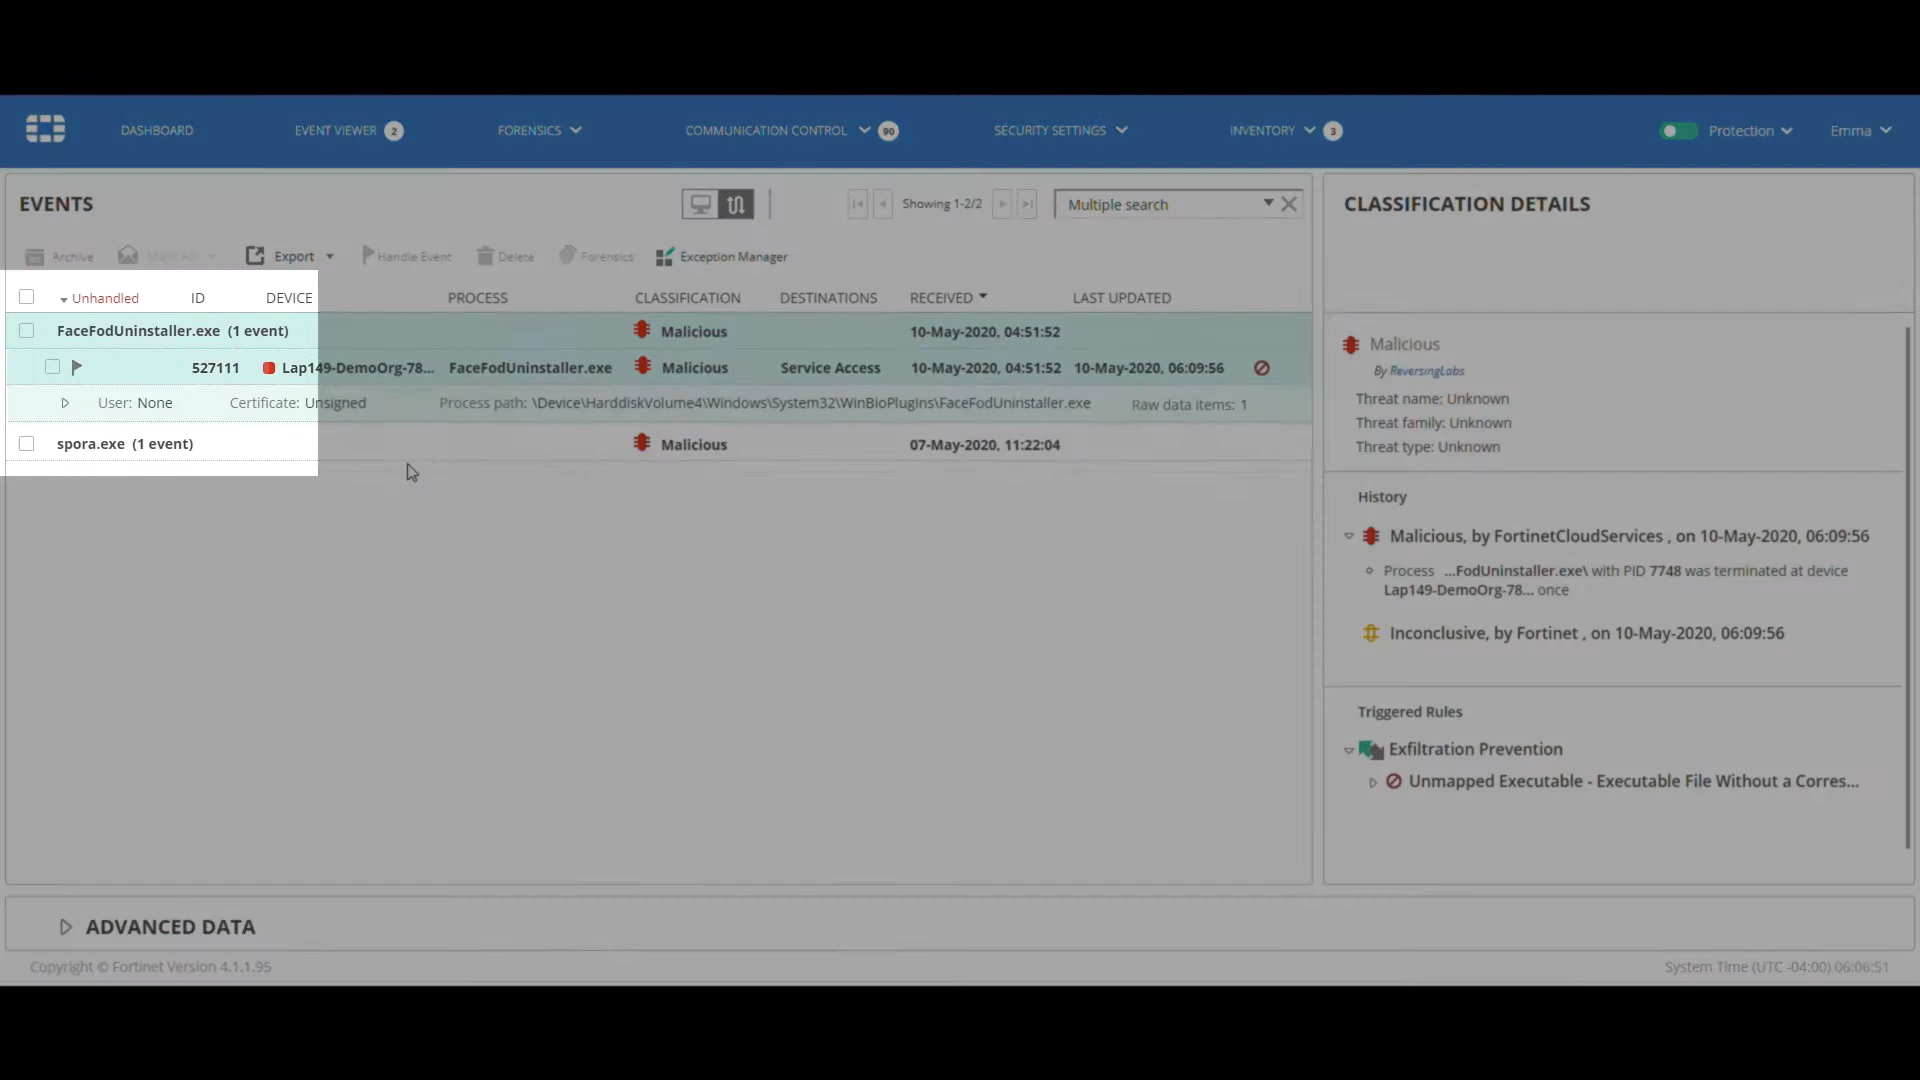 DASHBOARD EVENT VIEWER 2 FORENSICS COMMUNICATION CONTROL 90 SECURITY SETTINGS INVENTORY 3 Protection Emma
EVENTS Showing 1-2/2 Multiple search
Archive Export Handle Event Delete Forensics Exception Manager
Unhandled ID DEVICE PROCESS CLASSIFICATION DESTINATIONS RECEIVED LAST UPDATED
FaceFodUninstaller.exe (1 event) Malicious 10-May-2020, 04:51:52
527111 Lap149-DemoOrg-78... FaceFodUninstaller.exe Malicious Service Access 10-May-2020, 04:51:52 10-May-2020, 06:09:56
User: None Certificate: Unsigned Process path: \Device\HarddiskVolume4\Windows\System32\WinBioPlugIns\FaceFodUninstaller.exe Raw data items: 1
spora.exe (1 event) Malicious 07-May-2020, 11:22:04
CLASSIFICATION DETAILS
Malicious
By ReversingLabs
Threat name: Unknown
Threat family: Unknown
Threat type: Unknown
History
Malicious, by FortinetCloudServices , on 10-May-2020, 06:09:56
Process ...FodUninstaller.exe\ with PID 7748 was terminated at device
Lap149-DemoOrg-78... once
Inconclusive, by Fortinet , on 10-May-2020, 06:09:56
Triggered Rules
Exfiltration Prevention
Unmapped Executable - Executable File Without a Corres...
ADVANCED DATA
Copyright © Fortinet Version 4.1.1.95 System Time (UTC -04:00) 06:06:51